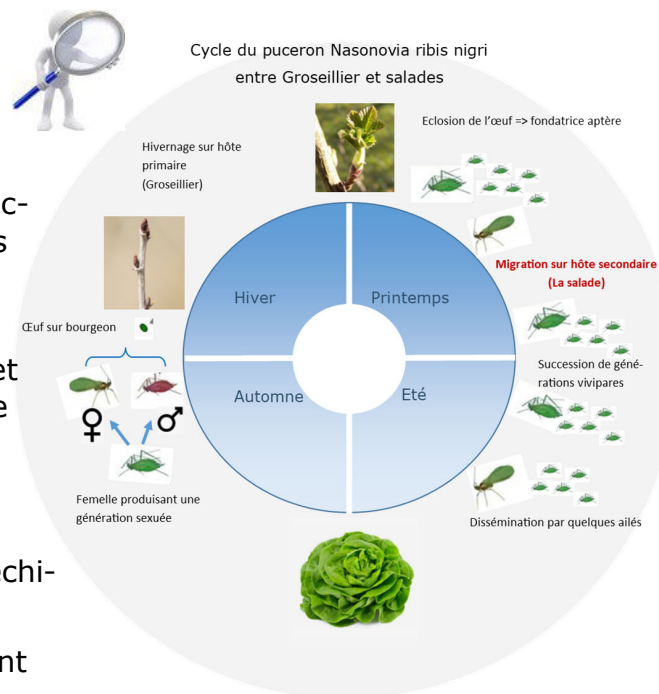 Cycle du puceron Nasonovia ribis nigri
entre Groseillier et salades
Eclosion de l'œuf => fondatrice aptère
Hivernage sur hôte
primaire
(Groseillier)
c-
s
Migration sur hôte secondaire
(La salade)
Hiver
Printemps
Œuf sur bourgeon
et
e
Succession de géné-
rations vivipares
Automne
Eté
♀
♂
Femelle produisant une
génération sexuée
Dissémination par quelques ailés
échi-
nt